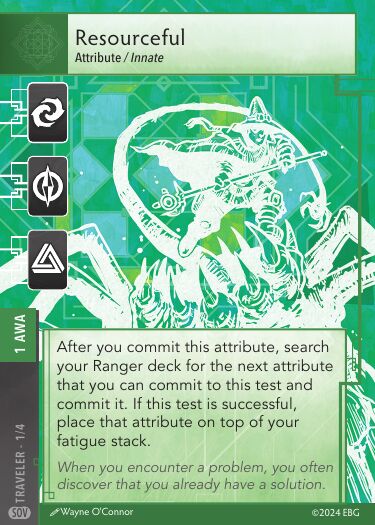 Resourceful
Attribute / Innate
1 AWA
After you commit this attribute, search
your Ranger deck for the next attribute
that you can commit to this test and
commit it. If this test is successful,
place that attribute on top of your
fatigue stack.
When you encounter a problem, you often
discover that you already have a solution.
TRAVELER - 1/4
SOV
Wayne O'Connor
©2024 EBG